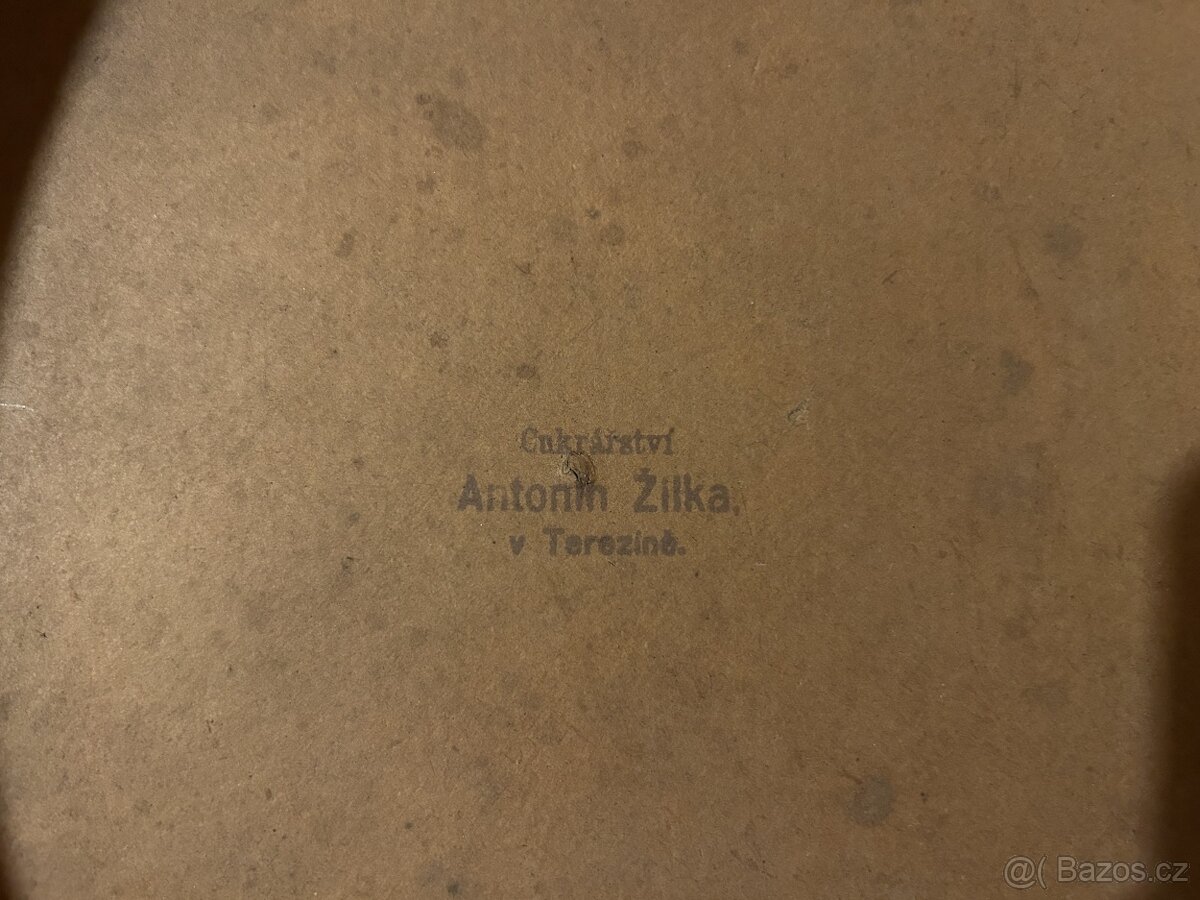 Cukrářství
Antonín Žilka,
v Terezíně.
@( Bazos.cz